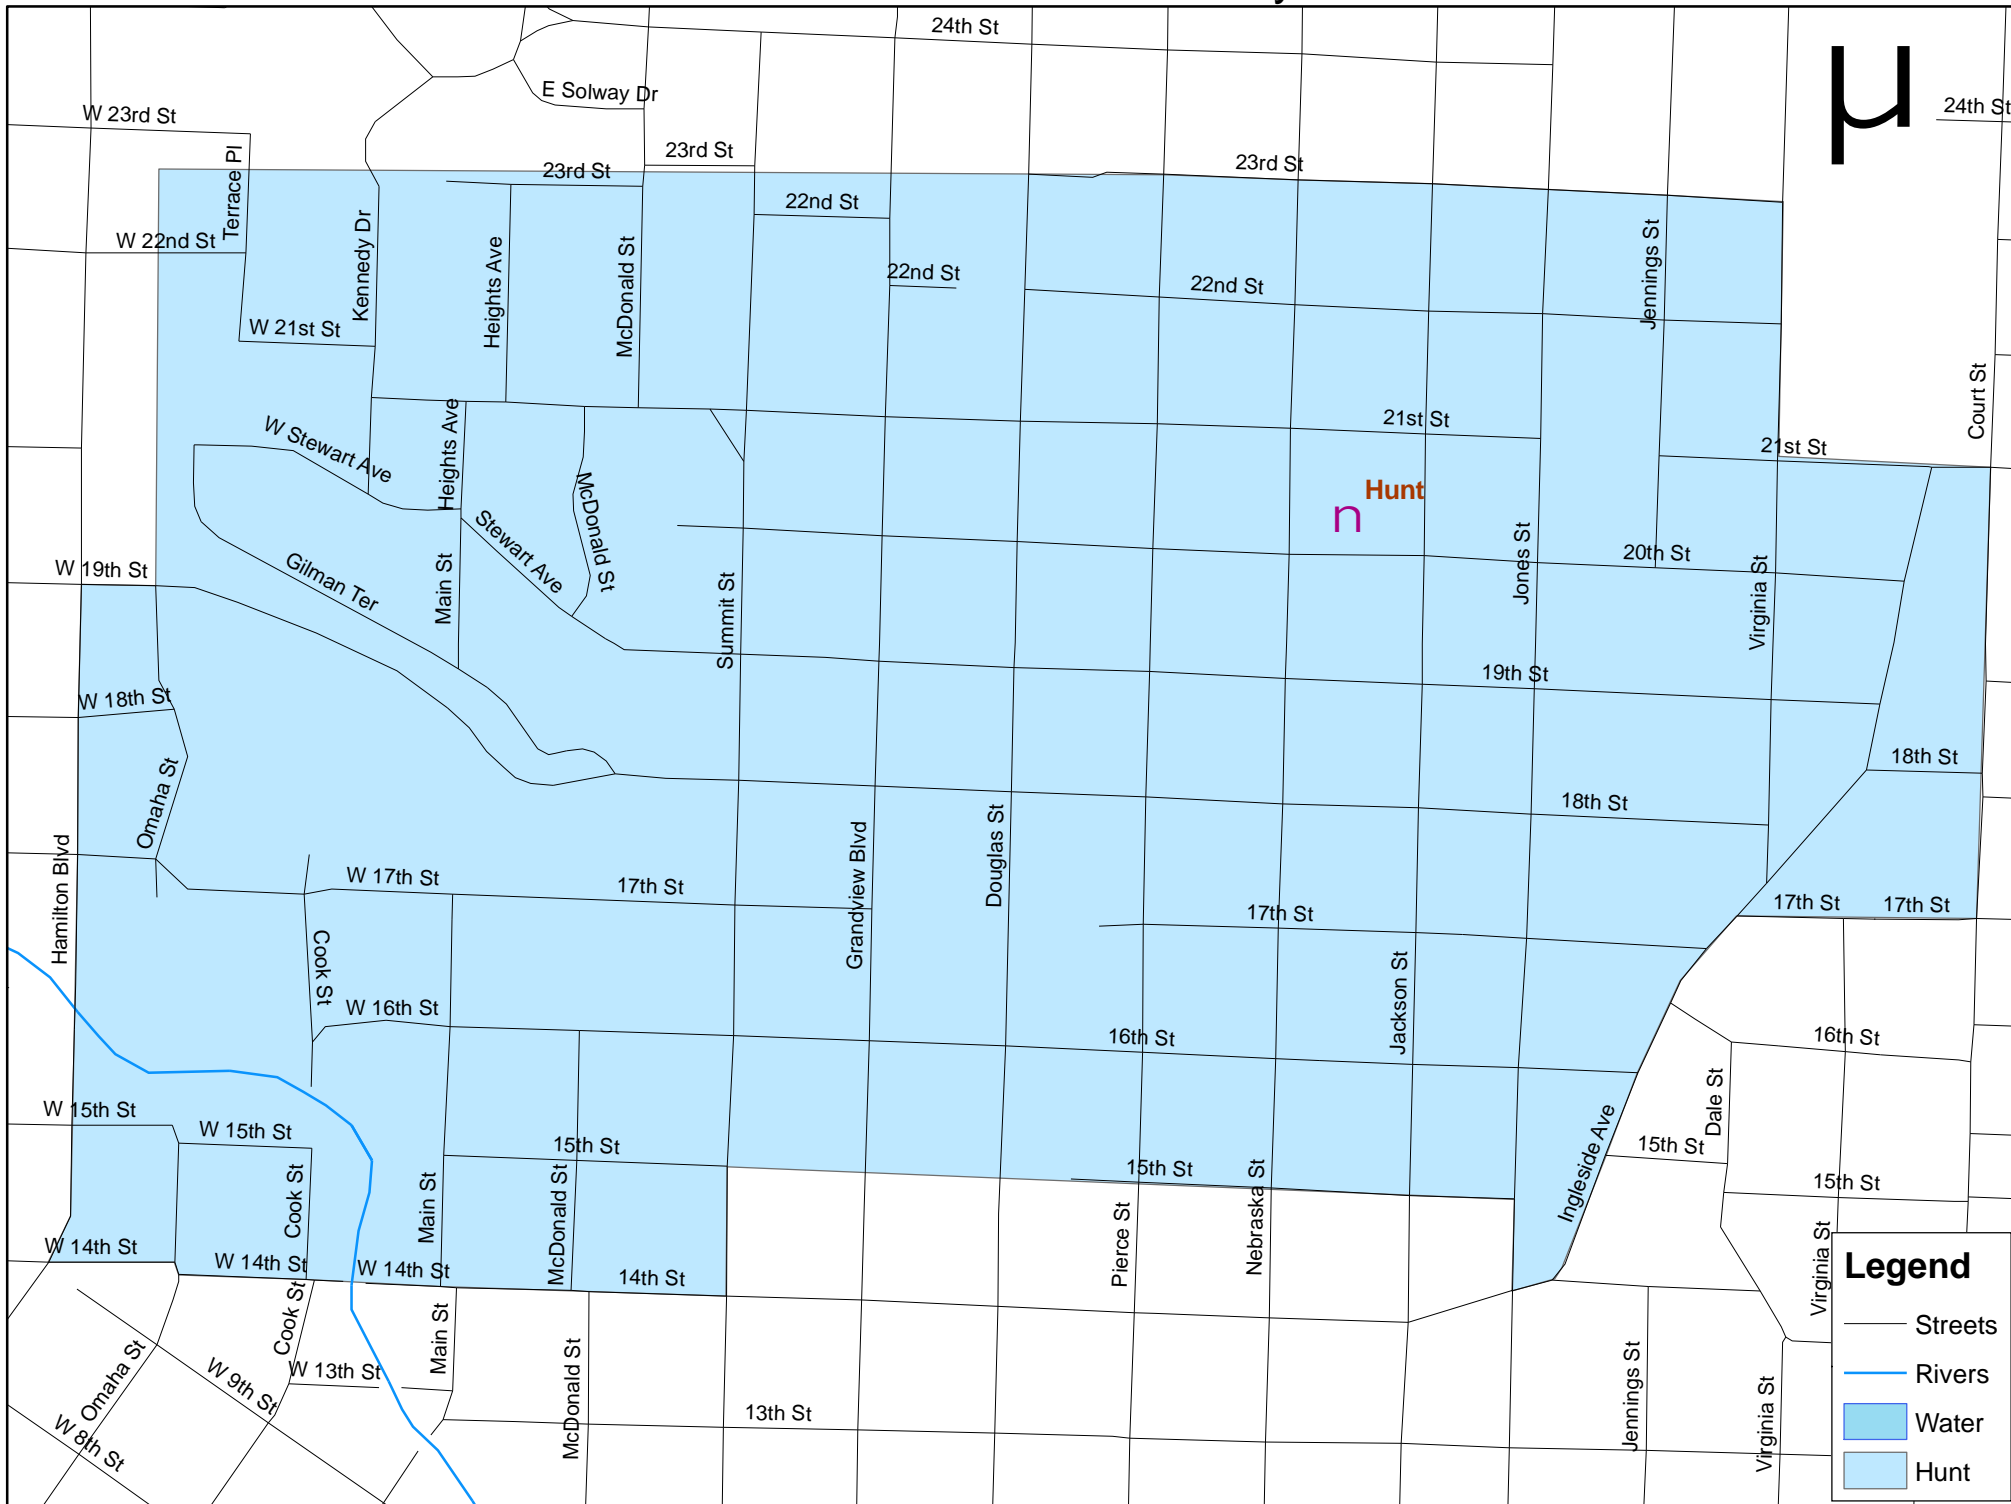 24th St
E Solway Dr
W 23rd St
24th St
23rd St
23rd St
23rd St
Terrace Pl
22nd St
W 22nd St
Kennedy Dr
Heights Ave
McDonald St
22nd St
22nd St
Jennings St
W 21st St
Court St
W Stewart Ave
Heights Ave
21st St
21st St
Hunt
n
McDonald St
Stewart Ave
Gilman Ter
Main St
W 19th St
Summit St
Jones St
20th St
Virginia St
19th St
W 18th St
Omaha St
18th St
18th St
Hamilton Blvd
Grandview Blvd
Douglas St
W 17th St
17th St
17th St
17th St
17th St
Cook St
W 16th St
Jackson St
16th St
16th St
W 15th St
W 15th St
15th St
15th St
Dale St
15th St
15th St
Ingleside Ave
Cook St
Main St
McDonald St
Pierce St
Nebraska St
Virginia St
W 14th St
W 14th St
W 14th St
14th St
Cook St
Main St
McDonald St
Omaha St
W 9th St
W 13th St
W 8th St
13th St
Jennings St
Virginia St
µ
Legend
Streets
Rivers
Water
Hunt